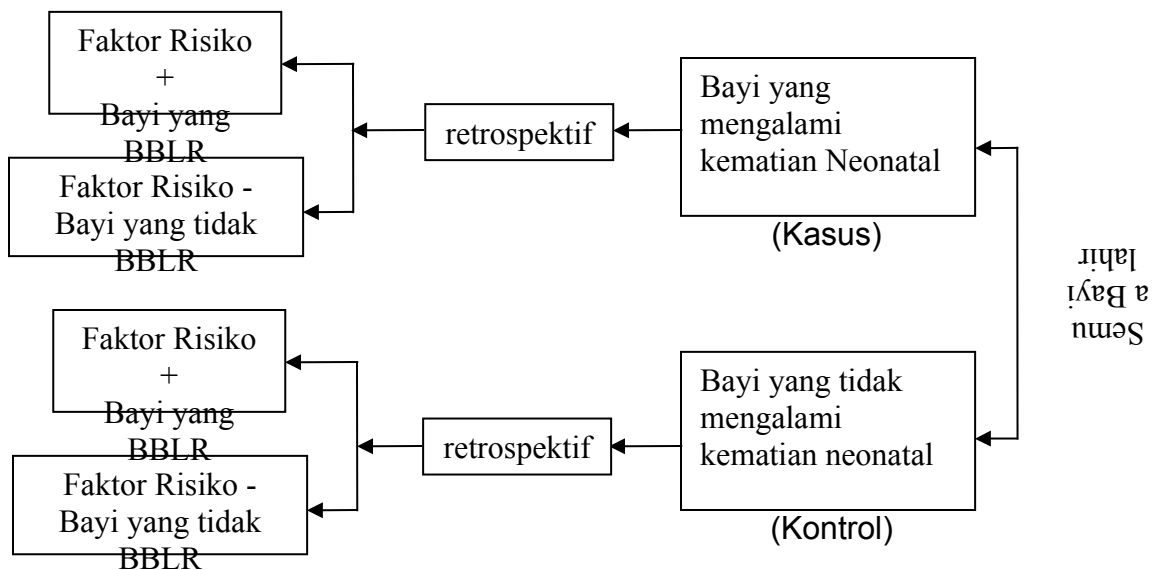 Faktor Risiko
+
Bayi yang
BBLR
Faktor Risiko -
Bayi yang tidak
BBLR
retrospektif
Bayi yang
mengalami
kematian Neonatal
(Kasus)
Semu
a Bayi
lahir
Faktor Risiko
+
Bayi yang
BBLR
Faktor Risiko -
Bayi yang tidak
BBLR
retrospektif
Bayi yang tidak
mengalami
kematian neonatal
(Kontrol)